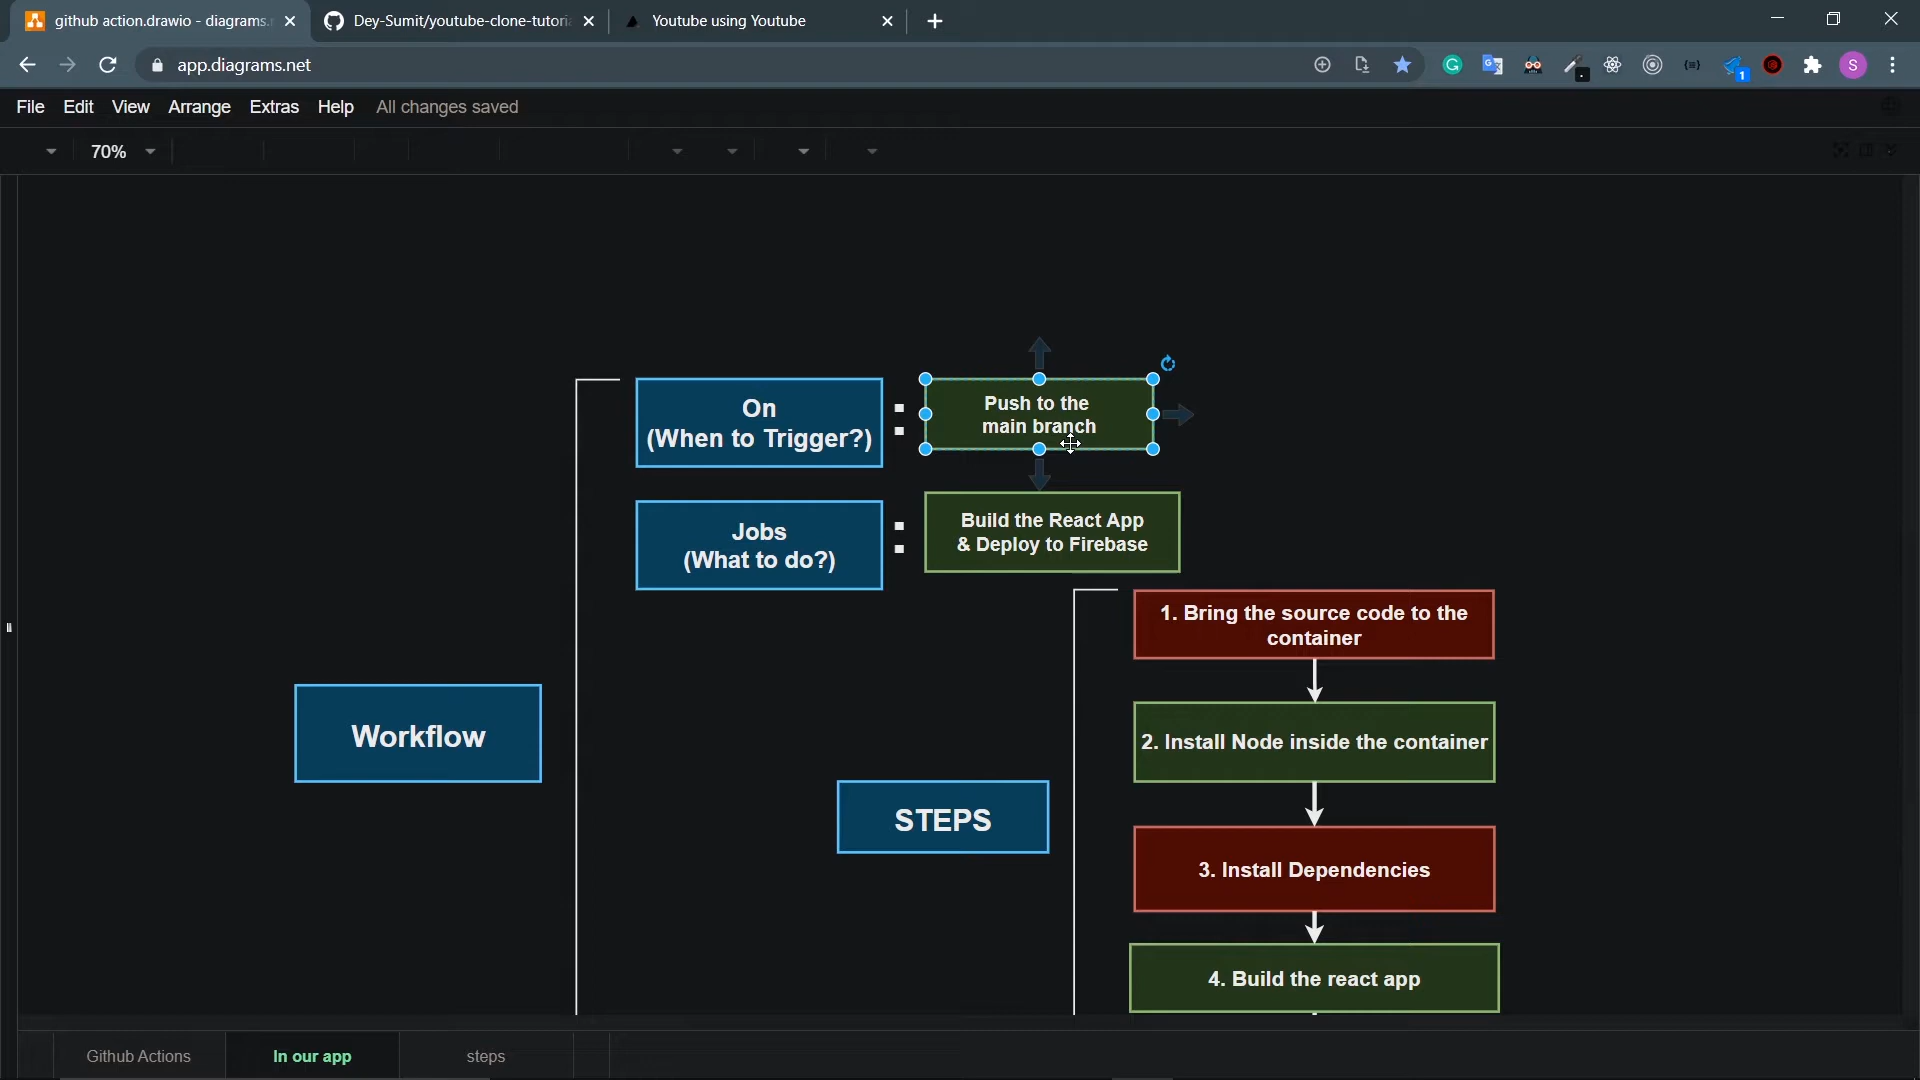 github action.drawio - diagrams.
Dey-Sumit/youtube-clone-tutori
Youtube using Youtube
app.diagrams.net
1
S
File Edit View Arrange Extras Help All changes saved
70%
On
(When to Trigger?)
:
Push to the
main branch
Jobs
(What to do?)
:
Build the React App
& Deploy to Firebase
1. Bring the source code to the
container
2. Install Node inside the container
Workflow
STEPS
3. Install Dependencies
4. Build the react app
Github Actions
In our app
steps